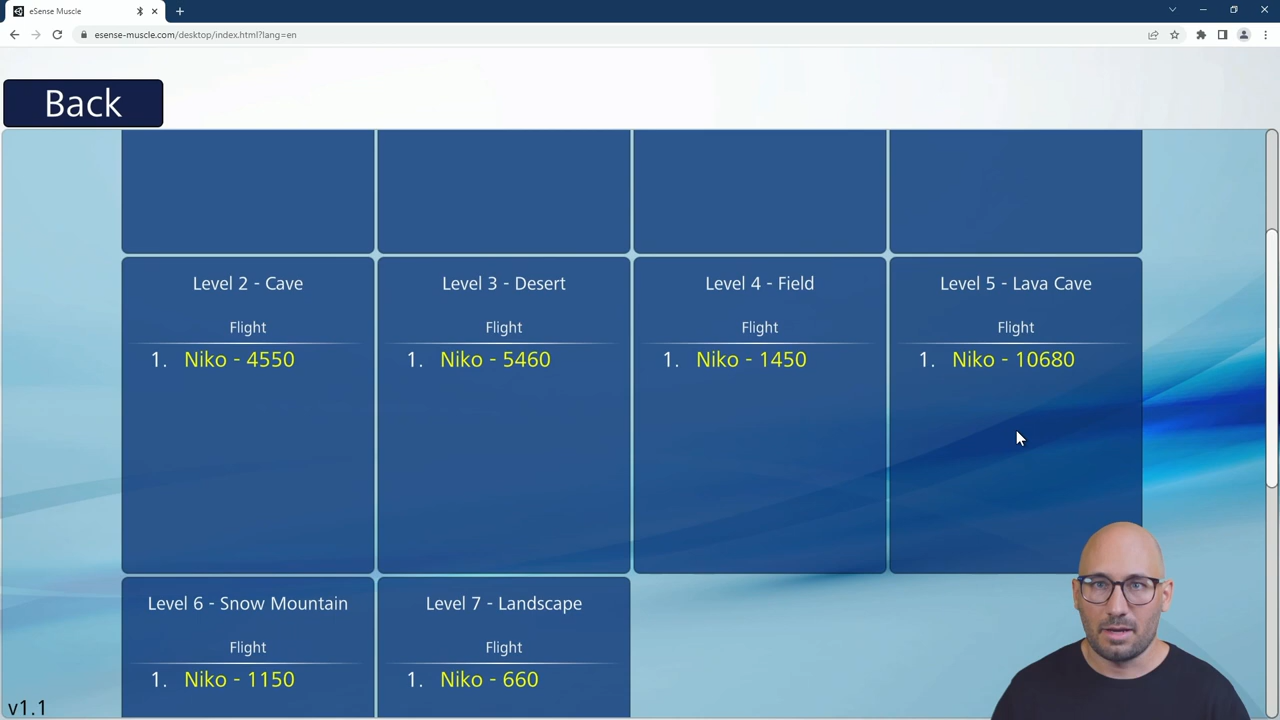 eSense Muscle
esense-muscle.com/desktop/index.html?lang=en
Back
Level 2 - Cave
Flight
1. Niko - 4550
Level 3 - Desert
Flight
1. Niko - 5460
Level 4 - Field
Flight
1. Niko - 1450
Level 5 - Lava Cave
Flight
1. Niko - 10680
Level 6 - Snow Mountain
Flight
1. Niko - 1150
Level 7 - Landscape
Flight
1. Niko - 660
v1.1